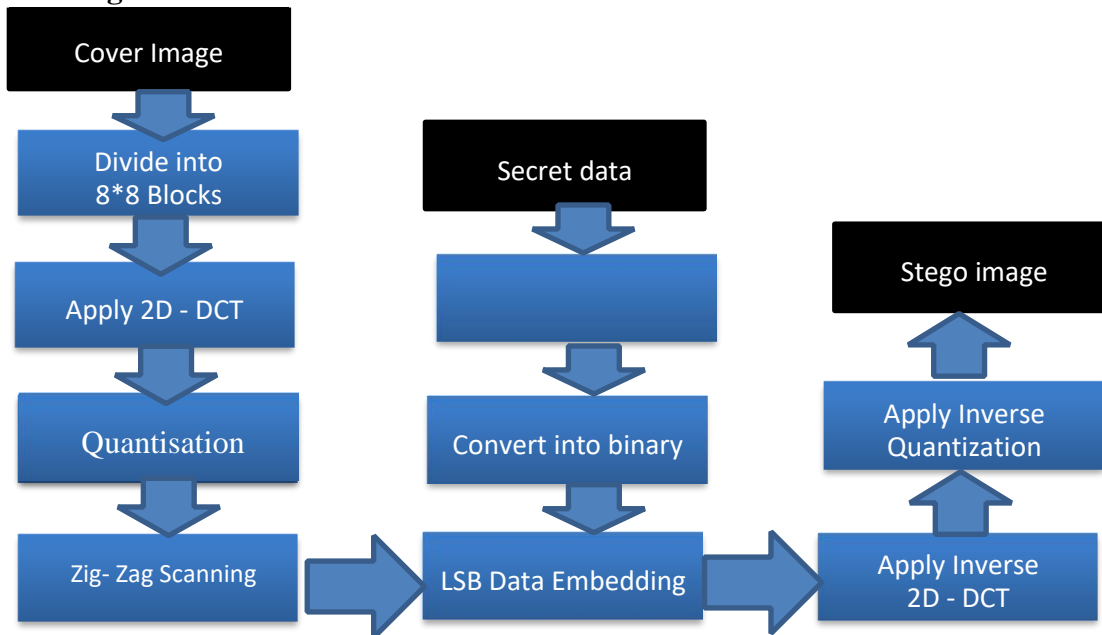 Cover Image
Divide into
8*8 Blocks
Apply 2D - DCT
Quantisation
Zig- Zag Scanning
Secret data
Convert into binary
LSB Data Embedding
Stego image
Apply Inverse
Quantization
Apply Inverse
2D - DCT